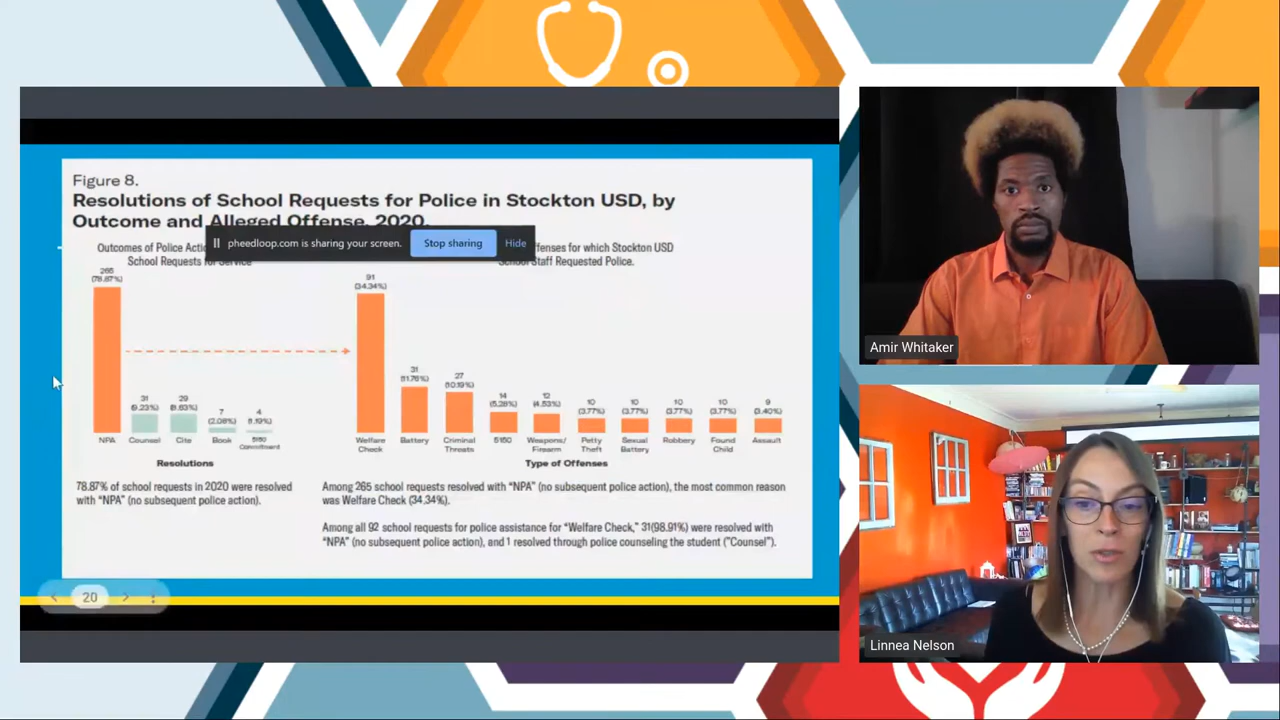 Figure 8.
Resolutions of School Requests for Police in Stockton USD, by
Outcome and Alleged Offense, 2020.
pheedloop.com is sharing your screen.
Stop sharing
Hide
Outcomes of Police Actio
School Requests for Service
265
(78.87%)
31
(9.23%)
29
(8.63%)
7
(2.08%)
4
(1.19%)
NPA
Counsel
Cite
Book
5150
Commitment
Resolutions
78.87% of school requests in 2020 were resolved
with “NPA” (no subsequent police action).
ffenses for which Stockton USD
School Staff Requested Police.
91
(34.34%)
31
(11.76%)
27
(10.19%)
14
(5.28%)
12
(4.53%)
10
(3.77%)
10
(3.77%)
10
(3.77%)
10
(3.77%)
9
(3.40%)
Welfare
Check
Battery
Criminal
Threats
5150
Weapons/
Firearm
Petty
Theft
Sexual
Battery
Robbery
Found
Child
Assault
Type of Offenses
Among 265 school requests resolved with “NPA” (no subsequent police action), the most common reason
was Welfare Check (34.34%).
Among all 92 school requests for police assistance for “Welfare Check,” 31(98.91%) were resolved with
“NPA” (no subsequent police action), and 1 resolved through police counseling the student (“Counsel”).
20
Amir Whitaker
Linnea Nelson